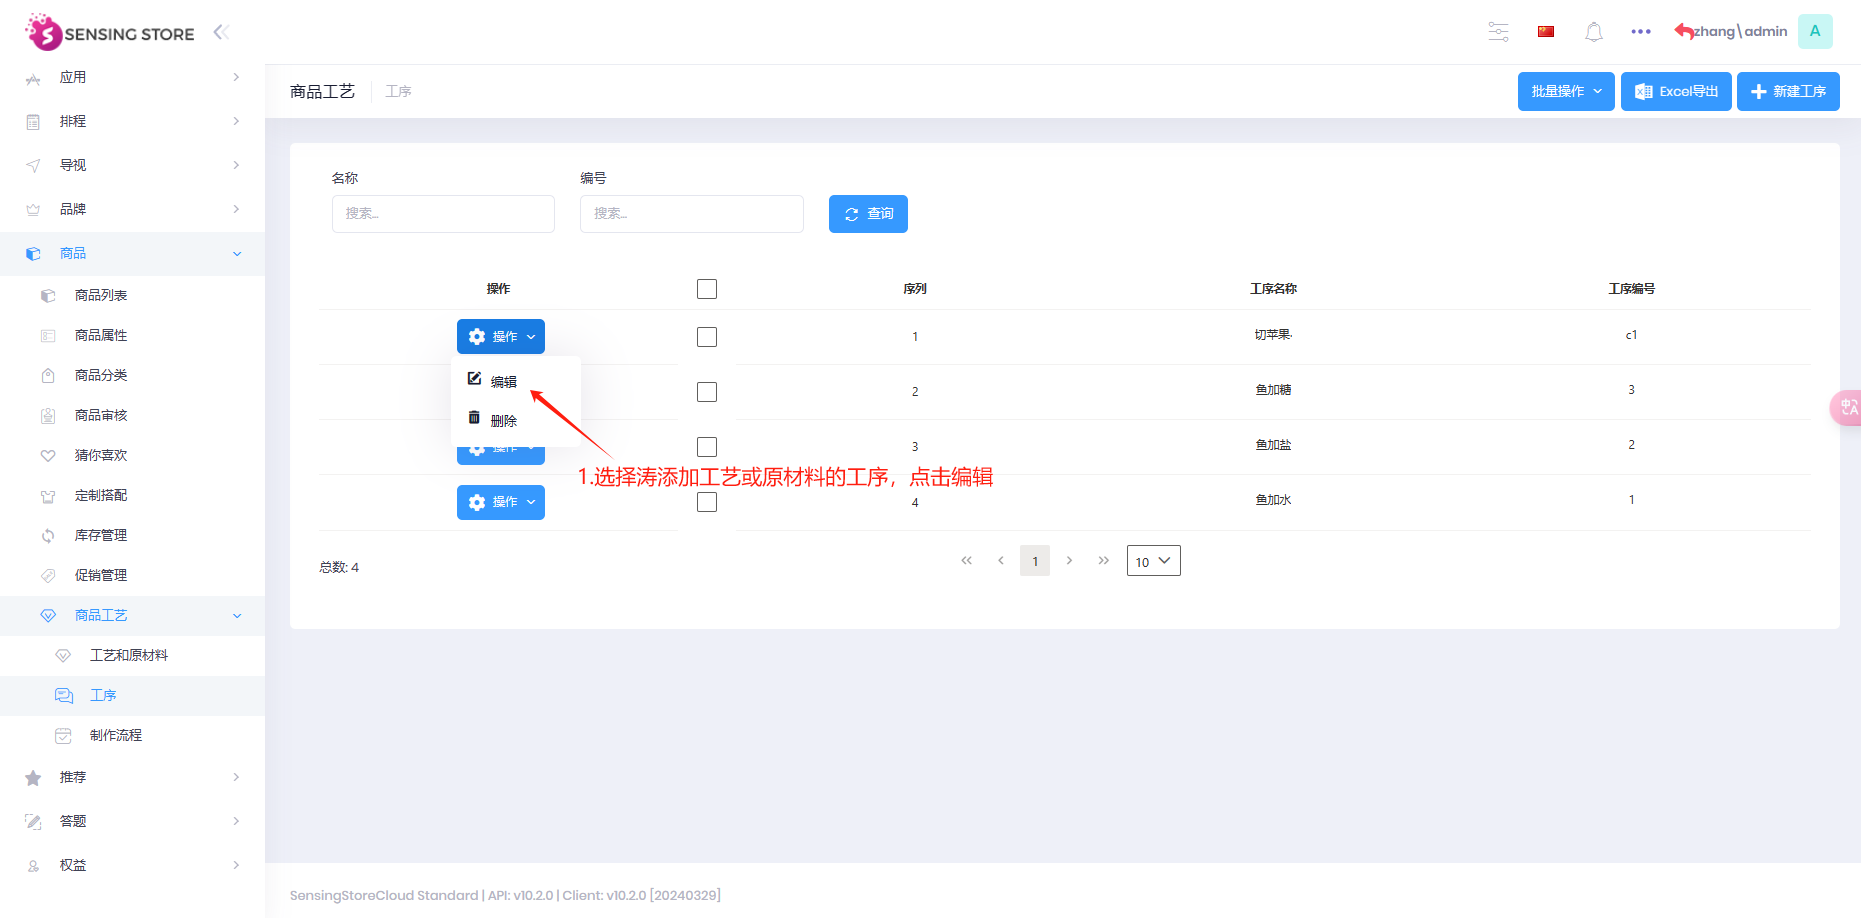 SENSING STORE
zhang\admin
A
应用
排程
导视
品牌
商品
商品列表
商品属性
商品分类
商品审核
猜你喜欢
定制搭配
库存管理
促销管理
商品工艺
工艺和原材料
工序
制作流程
推荐
答题
权益
商品工艺 工序
批量操作 Excel导出 新建工序
名称 编号
搜索... 搜索... 查询
操作 序列 工序名称 工序编号
操作 1 切苹果· c1
编辑
2 鱼加糖 3
删除
操作 3 鱼加盐 2
1.选择涛添加工艺或原材料的工序，点击编辑
操作 4 鱼加水 1
总数: 4
1 10
中 A
SensingStoreCloud Standard | API: v10.2.0 | Client: v10.2.0 [20240329]